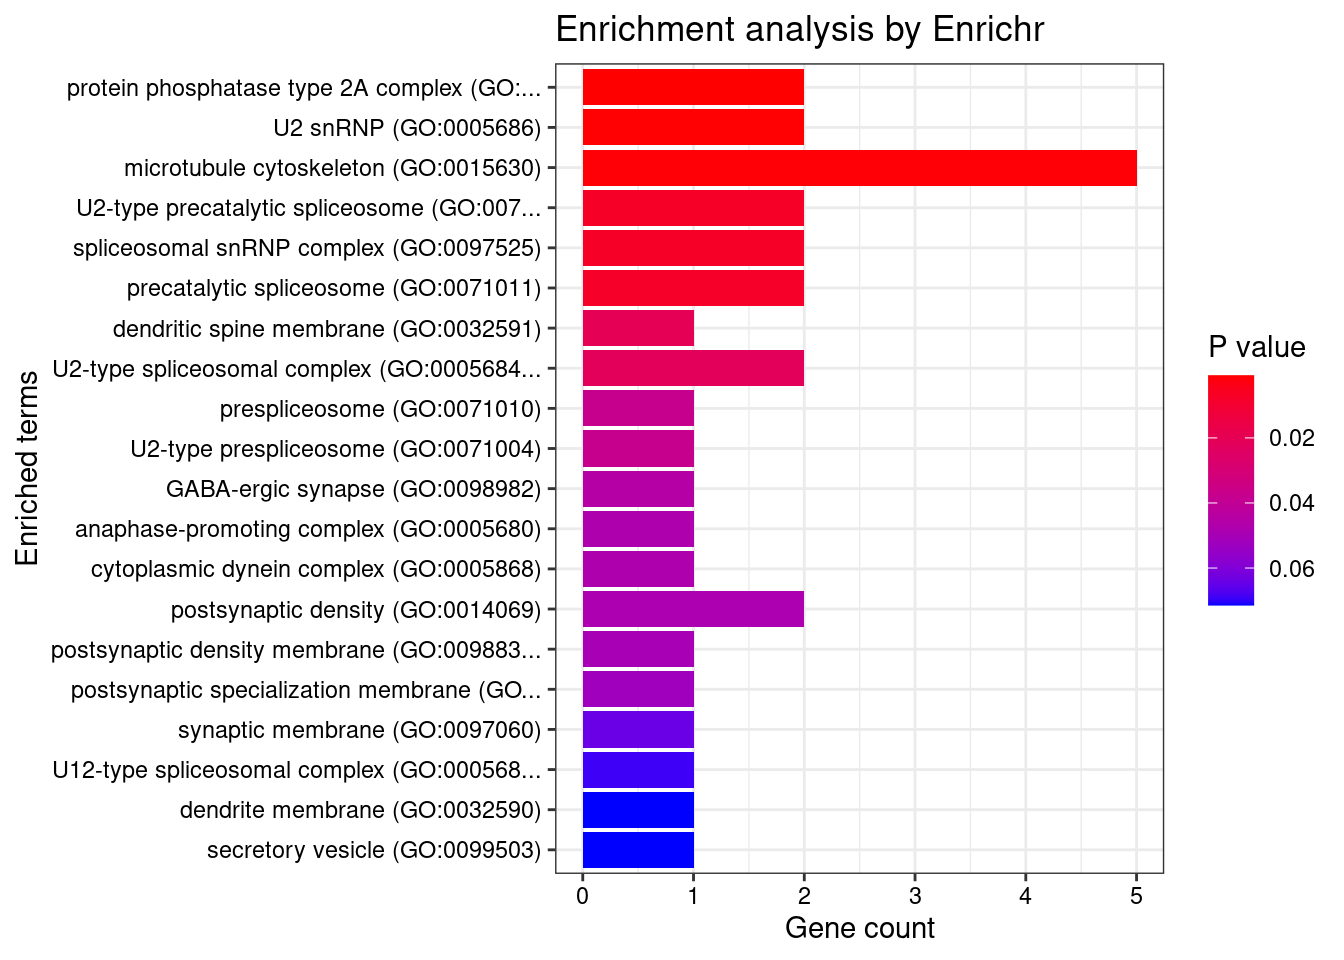 Enrichment analysis by Enrichr
protein phosphatase type 2A complex (GO:...
U2 snRNP (GO:0005686)
microtubule cytoskeleton (GO:0015630)
U2-type precatalytic spliceosome (GO:007...
spliceosomal snRNP complex (GO:0097525)
precatalytic spliceosome (GO:0071011)
dendritic spine membrane (GO:0032591)
U2-type spliceosomal complex (GO:0005684...
prespliceosome (GO:0071010)
U2-type prespliceosome (GO:0071004)
GABA-ergic synapse (GO:0098982)
anaphase-promoting complex (GO:0005680)
cytoplasmic dynein complex (GO:0005868)
postsynaptic density (GO:0014069)
postsynaptic density membrane (GO:009883...
postsynaptic specialization membrane (GO...
synaptic membrane (GO:0097060)
U12-type spliceosomal complex (GO:000568...
dendrite membrane (GO:0032590)
secretory vesicle (GO:0099503)
Enriched terms
0 1 2 3 4 5
Gene count
P value
0.02
0.04
0.06